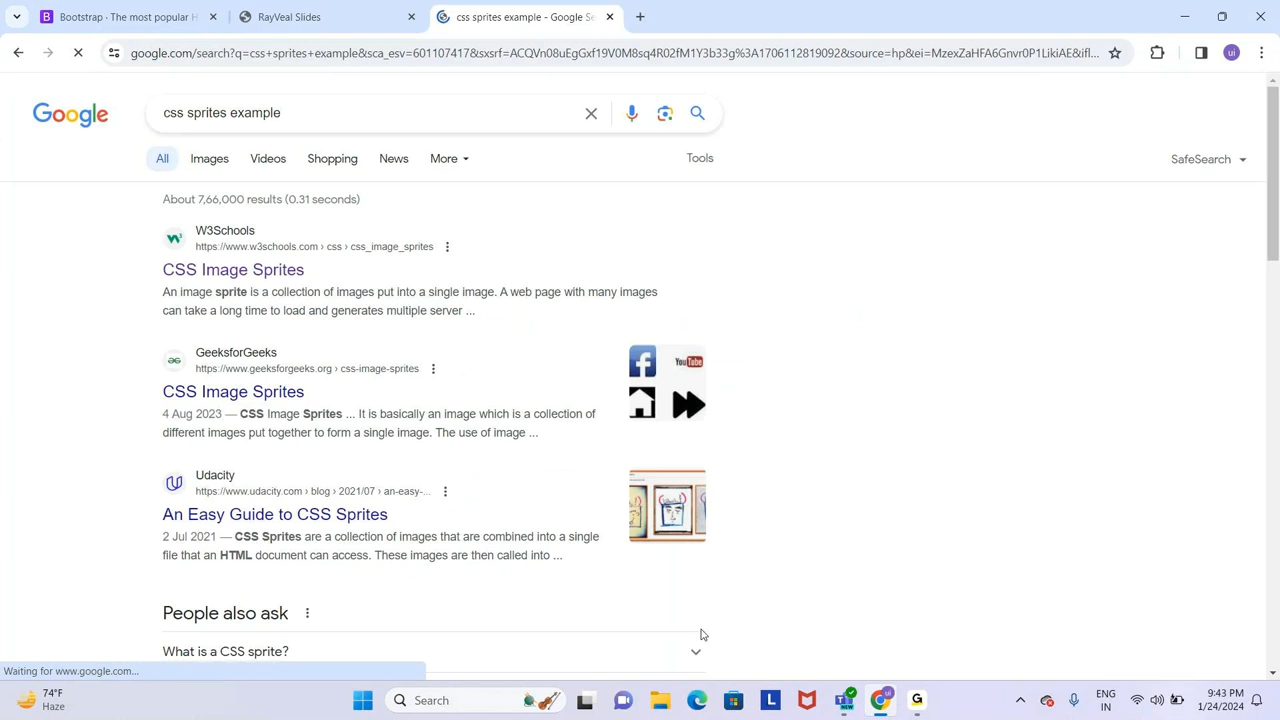 Bootstrap · The most popular H
RayVeal Slides
css sprites example - Google Se
google.com/search?q=css+sprites+example&sca_esv=601107417&sxsrf=ACQVn08uEgGxf19V0M8sq4R02fM1Y3b33g%3A1706112819092&source=hp&ei=MzexZaHFA6Gnvr0P1LikiAE&ifl...
ui
Google
css sprites example
All Images Videos Shopping News More Tools SafeSearch
About 7,66,000 results (0.31 seconds)
W3Schools
https://www.w3schools.com › css › css_image_sprites
CSS Image Sprites
An image sprite is a collection of images put into a single image. A web page with many images
can take a long time to load and generates multiple server ...
GeeksforGeeks
https://www.geeksforgeeks.org › css-image-sprites
CSS Image Sprites
4 Aug 2023 — CSS Image Sprites ... It is basically an image which is a collection of
different images put together to form a single image. The use of image ...
YouTube
Udacity
https://www.udacity.com › blog › 2021/07 › an-easy-...
An Easy Guide to CSS Sprites
2 Jul 2021 — CSS Sprites are a collection of images that are combined into a single
file that an HTML document can access. These images are then called into ...
People also ask
What is a CSS sprite?
Waiting for www.google.com...
74°F
Haze
Search
NEW
ui
ENG
IN
9:43 PM
1/24/2024